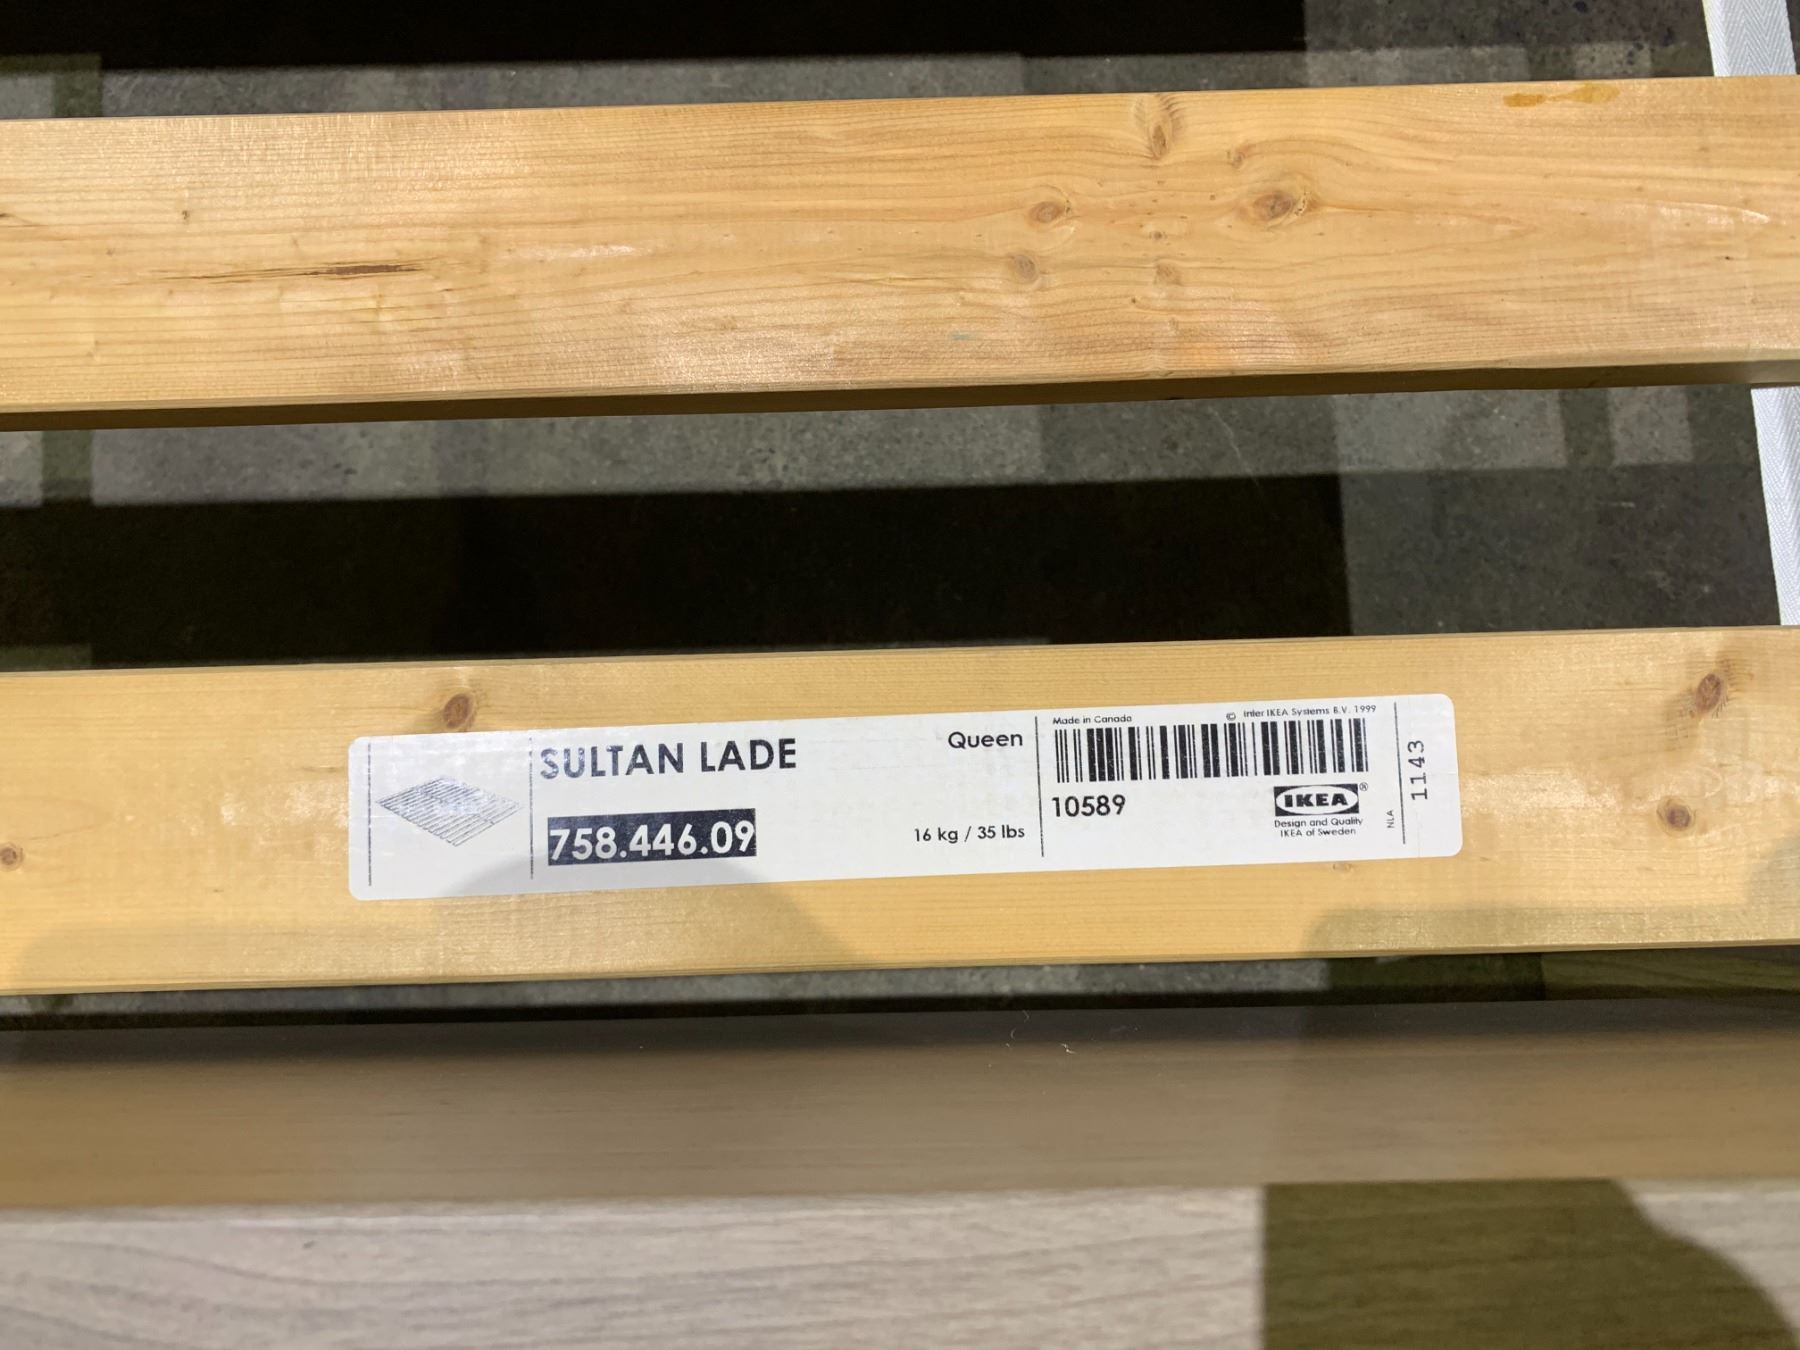 SULTAN LADE
Queen
758.446.09
16 kg / 35 lbs
Made in Canada
© Inter IKEA Systems B.V. 1999
10589
IKEA®
Design and Quality
IKEA of Sweden
NLA
1143